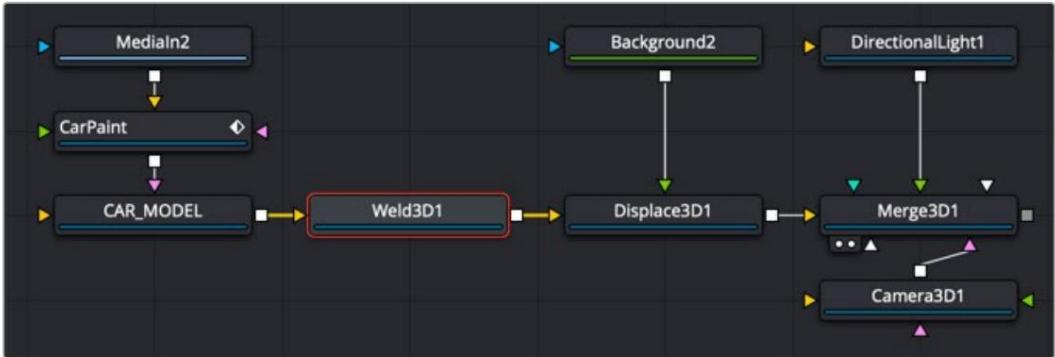 MediaIn2
Background2
DirectionalLight1
CarPaint
CAR_MODEL
Weld3D1
Displace3D1
Merge3D1
Camera3D1